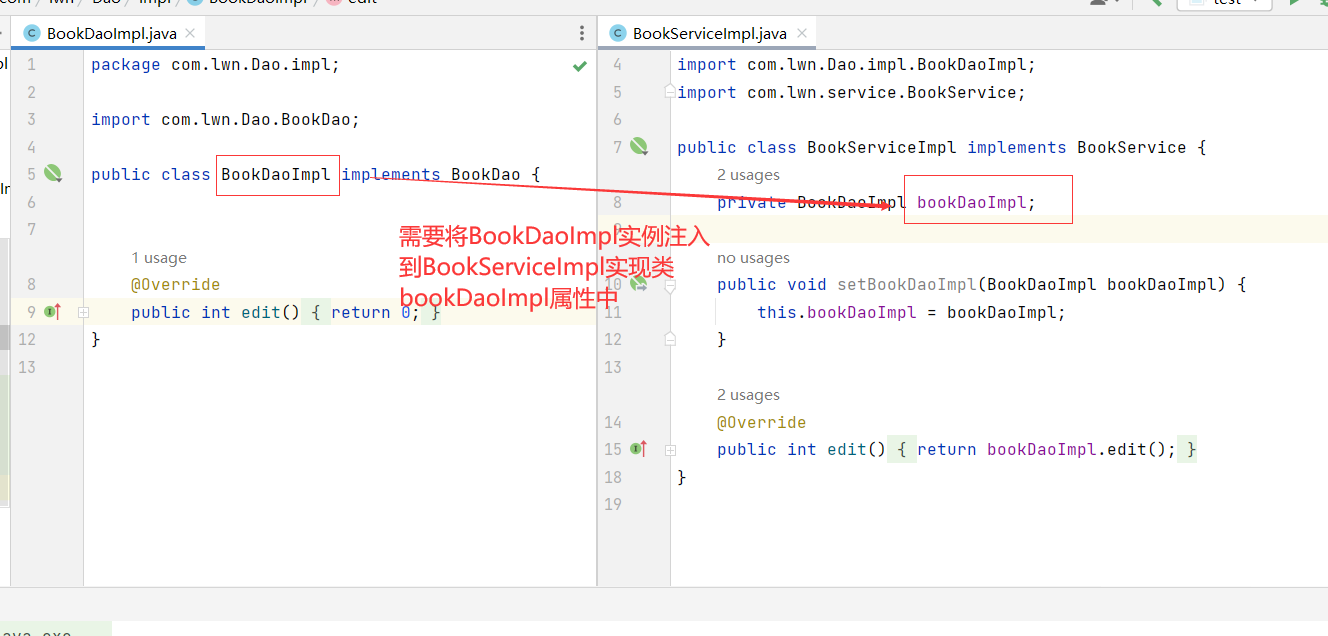 BookDaoImpl.java
1 package com.lwn.Dao.impl;
2
3 import com.lwn.Dao.BookDao;
4
5 public class BookDaoImpl implements BookDao {
6
7
1 usage
8 @Override
9 public int edit() { return 0; }
12 }
13
需要将BookDaoImpl实例注入
到BookServiceImpl实现类
bookDaoImpl属性中
BookServiceImpl.java
4 import com.lwn.Dao.impl.BookDaoImpl;
5 import com.lwn.service.BookService;
6
7 public class BookServiceImpl implements BookService {
2 usages
8 private BookDaoImpl bookDaoImpl;
9
no usages
10 public void setBookDaoImpl(BookDaoImpl bookDaoImpl) {
11 this.bookDaoImpl = bookDaoImpl;
12 }
13
2 usages
14 @Override
15 public int edit() { return bookDaoImpl.edit(); }
18 }
19